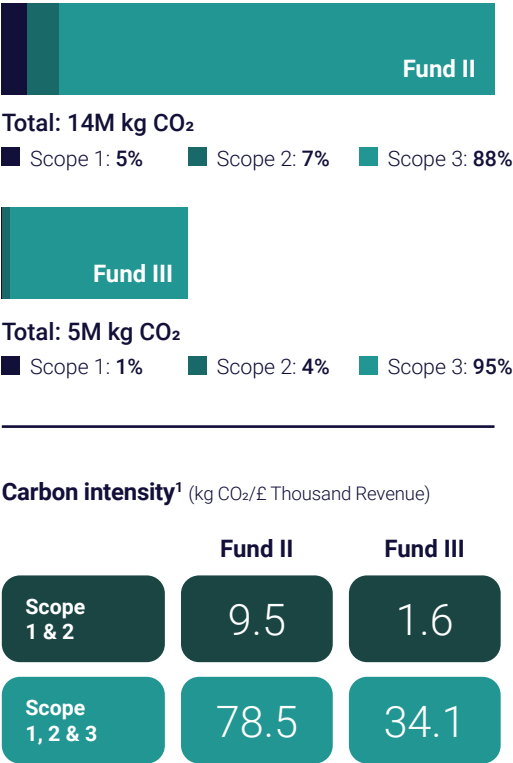 Fund II
Total: 14M kg CO₂
Scope 1: 5% Scope 2: 7% Scope 3: 88%
Fund III
Total: 5M kg CO₂
Scope 1: 1% Scope 2: 4% Scope 3: 95%
Carbon intensity¹ (kg CO₂/£ Thousand Revenue)
Fund II Fund III
Scope
1 & 2
9.5 1.6
Scope
1, 2 & 3
78.5 34.1